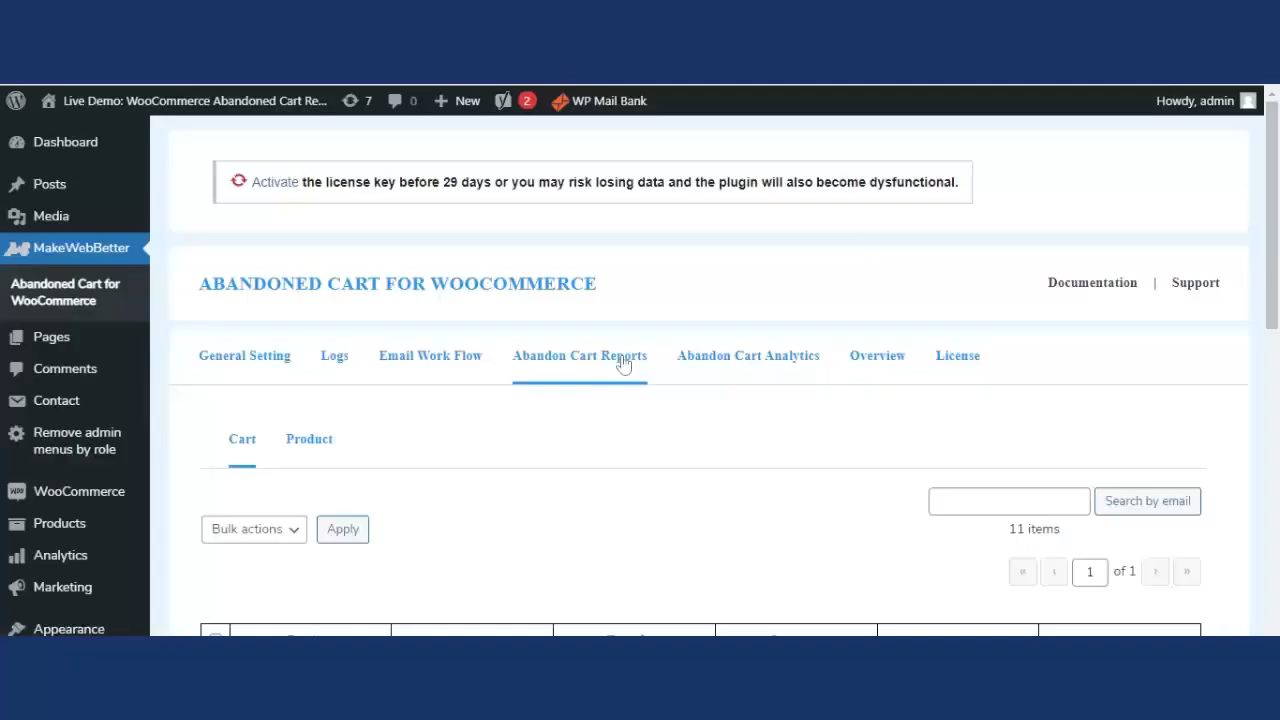 Live Demo: WooCommerce Abandoned Cart Re... 7 0 New 2 WP Mail Bank Howdy, admin
Dashboard
Posts
Media
MakeWebBetter
Abandoned Cart for
WooCommerce
Pages
Comments
Contact
Remove admin
menus by role
WooCommerce
Products
Analytics
Marketing
Appearance
Activate the license key before 29 days or you may risk losing data and the plugin will also become dysfunctional.
ABANDONED CART FOR WOOCOMMERCE
Documentation | Support
General Setting Logs Email Work Flow Abandon Cart Reports Abandon Cart Analytics Overview License
Cart Product
Search by email
Bulk actions Apply
11 items
« ‹ 1 of 1 › »